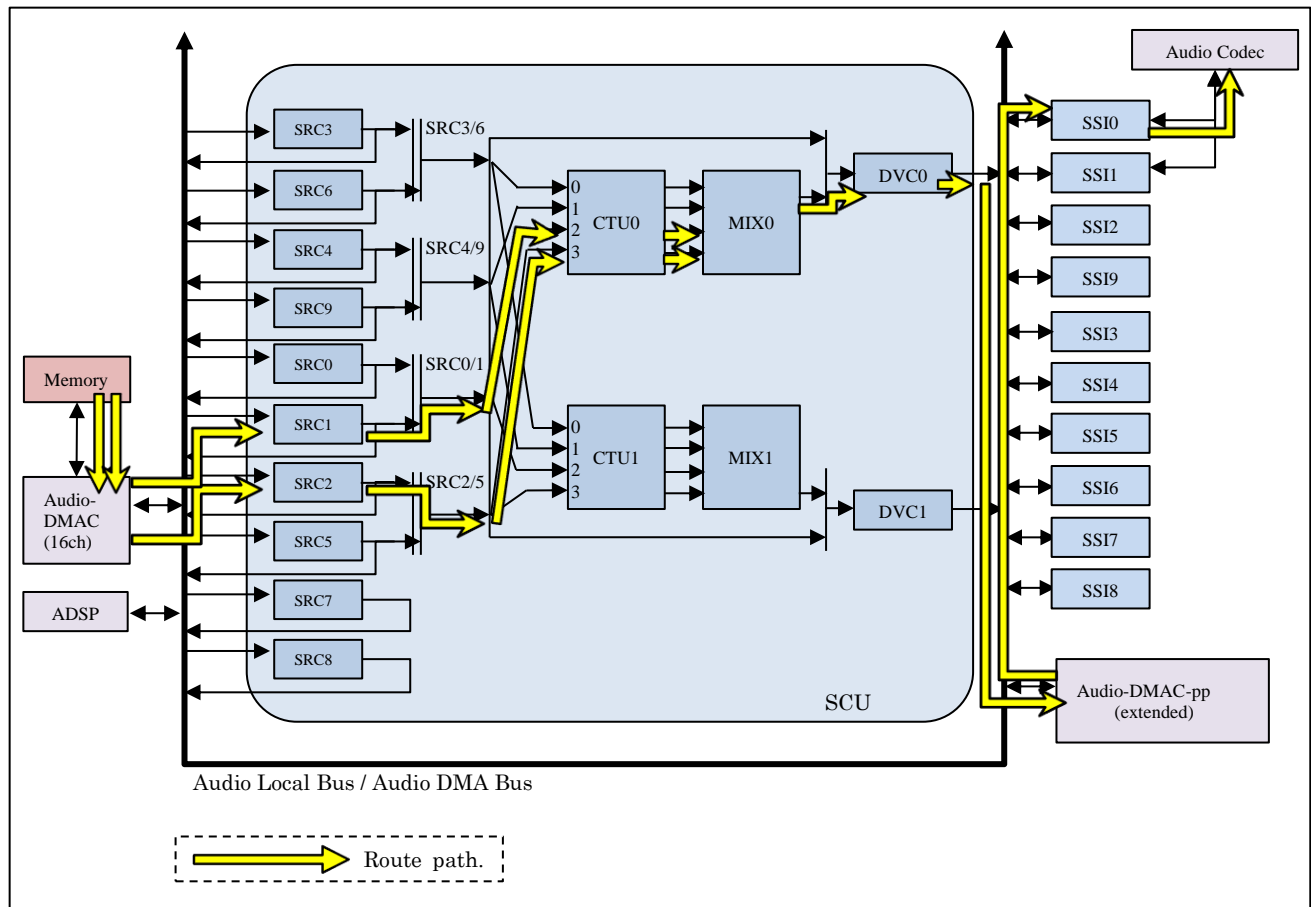 Audio Codec
SRC3
SRC3/6
SRC6
SRC4
SRC4/9
SRC9
SRC0
SRC0/1
SRC1
SRC2
SRC2/5
SRC5
SRC7
SRC8
0
1
2
3
CTU0
MIX0
DVC0
0
1
2
3
CTU1
MIX1
DVC1
SCU
Memory
Audio-
DMAC
(16ch)
ADSP
SSI0
SSI1
SSI2
SSI9
SSI3
SSI4
SSI5
SSI6
SSI7
SSI8
Audio-DMAC-pp
(extended)
Audio Local Bus / Audio DMA Bus
Route path.